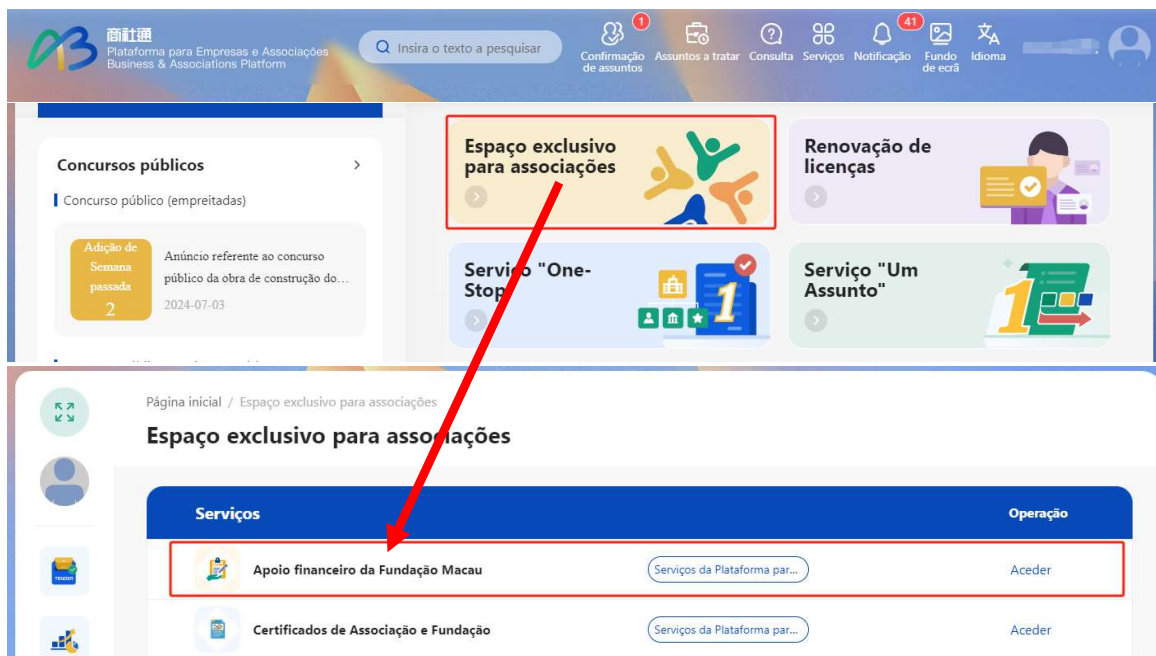 商社通
Plataforma para Empresas e Associações
Business & Associations Platform
Insira o texto a pesquisar
1
Confirmação
de assuntos
Assuntos a tratar
Consulta
Serviços
41
Notificação
Fundo
de ecrã
Idioma
Concursos públicos
Concurso público (empreitadas)
Adição de
Semana
passada
2
Anúncio referente ao concurso
público da obra de construção do...
2024-07-03
Espaço exclusivo
para associações
Renovação de
licenças
Serviço "One-
Stop
Serviço "Um
Assunto"
Página inicial / Espaço exclusivo para associações
Espaço exclusivo para associações
Serviços
Operação
TENDER
Apoio financeiro da Fundação Macau
Serviços da Plataforma par...
Aceder
Certificados de Associação e Fundação
Serviços da Plataforma par...
Aceder